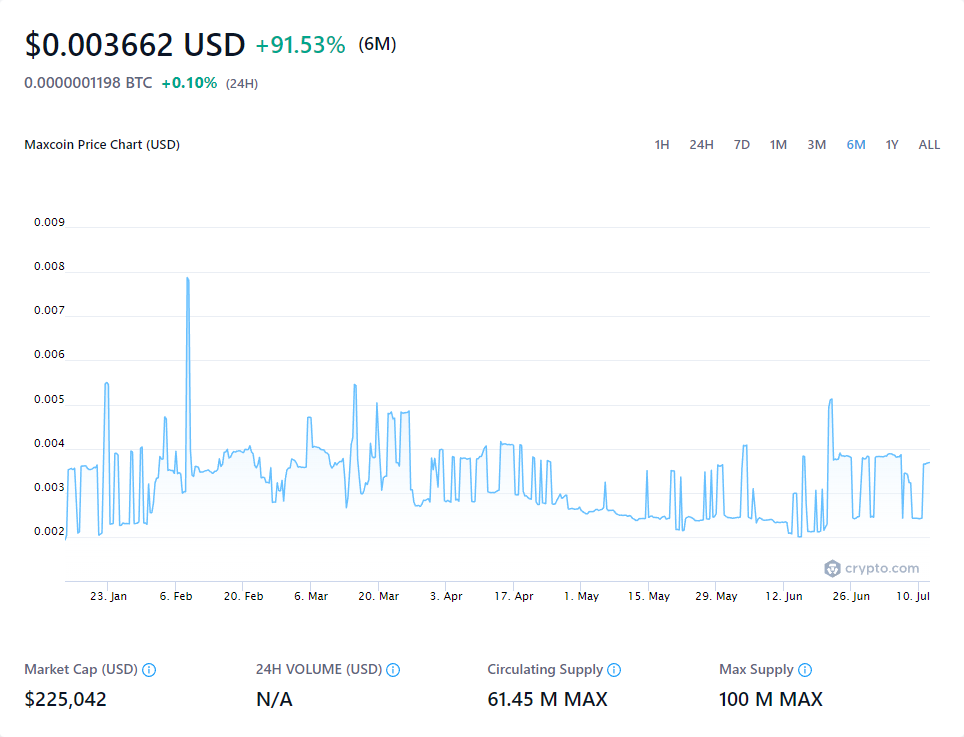 $0.003662 USD +91.53% (6M)
0.0000001198 BTC +0.10% (24H)
Maxcoin Price Chart (USD) 1H 24H 7D 1M 3M 6M 1Y ALL
0.009
0.008
0.007
0.006
0.005
0.004
0.003
0.002
crypto.com
23. Jan 6. Feb 20. Feb 6. Mar 20. Mar 3. Apr 17. Apr 1. May 15. May 29. May 12. Jun 26. Jun 10. Jul
Market Cap (USD) 24H VOLUME (USD) Circulating Supply Max Supply
$225,042 N/A 61.45 M MAX 100 M MAX